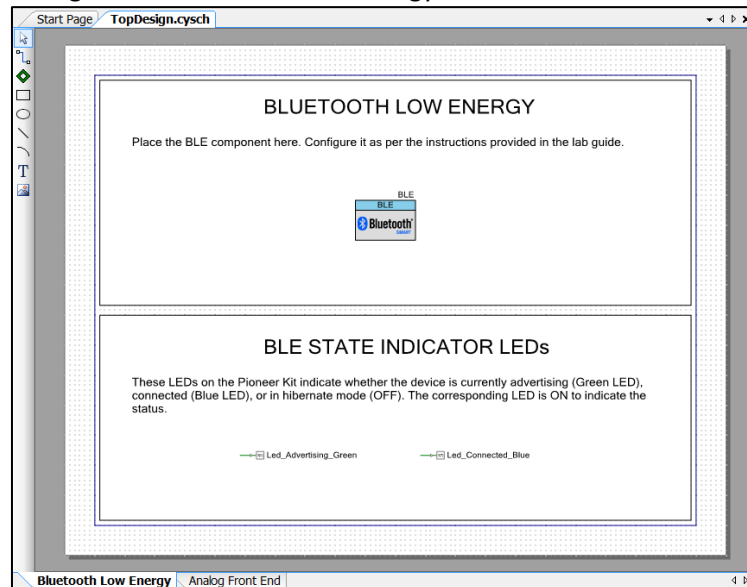 Start Page
TopDesign.cysch
T
BLUETOOTH LOW ENERGY
Place the BLE component here. Configure it as per the instructions provided in the lab guide.
BLE
BLE
Bluetooth
SMART
BLE STATE INDICATOR LEDs
These LEDs on the Pioneer Kit indicate whether the device is currently advertising (Green LED),
connected (Blue LED), or in hibernate mode (OFF). The corresponding LED is ON to indicate the
status.
Led_Advertising_Green
Led_Connected_Blue
Bluetooth Low Energy
Analog Front End